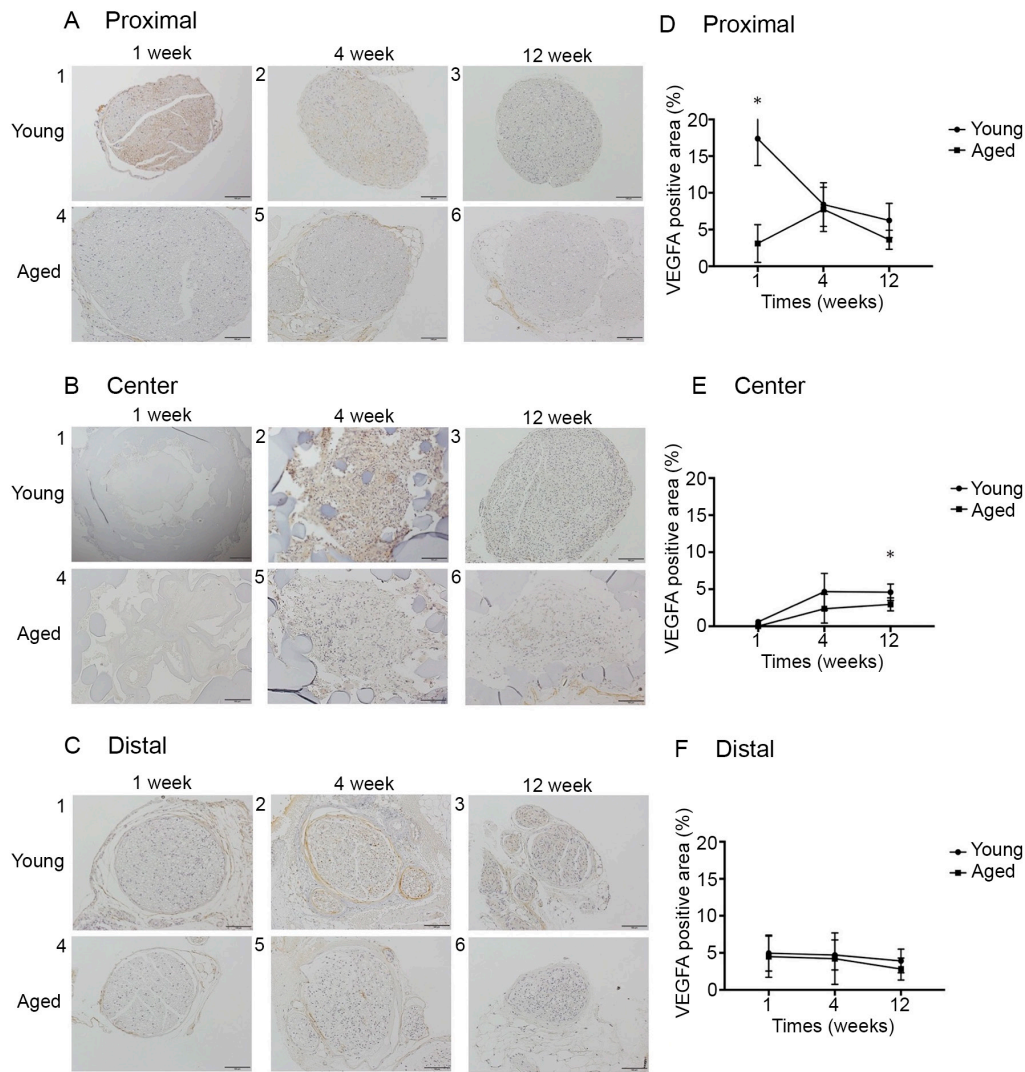 A Proximal
1 week 4 week 12 week
1 2 3
Young
4 5 6
Aged
D Proximal
*
VEGFA positive area (%)
20
15
10
5
0
1 4 12
Times (weeks)
Young
Aged
B Center
1 week 4 week 12 week
1 2 3
Young
4 5 6
Aged
E Center
*
VEGFA positive area (%)
20
15
10
5
0
1 4 12
Times (weeks)
Young
Aged
C Distal
1 week 4 week 12 week
1 2 3
Young
4 5 6
Aged
F Distal
VEGFA positive area (%)
20
15
10
5
0
1 4 12
Times (weeks)
Young
Aged